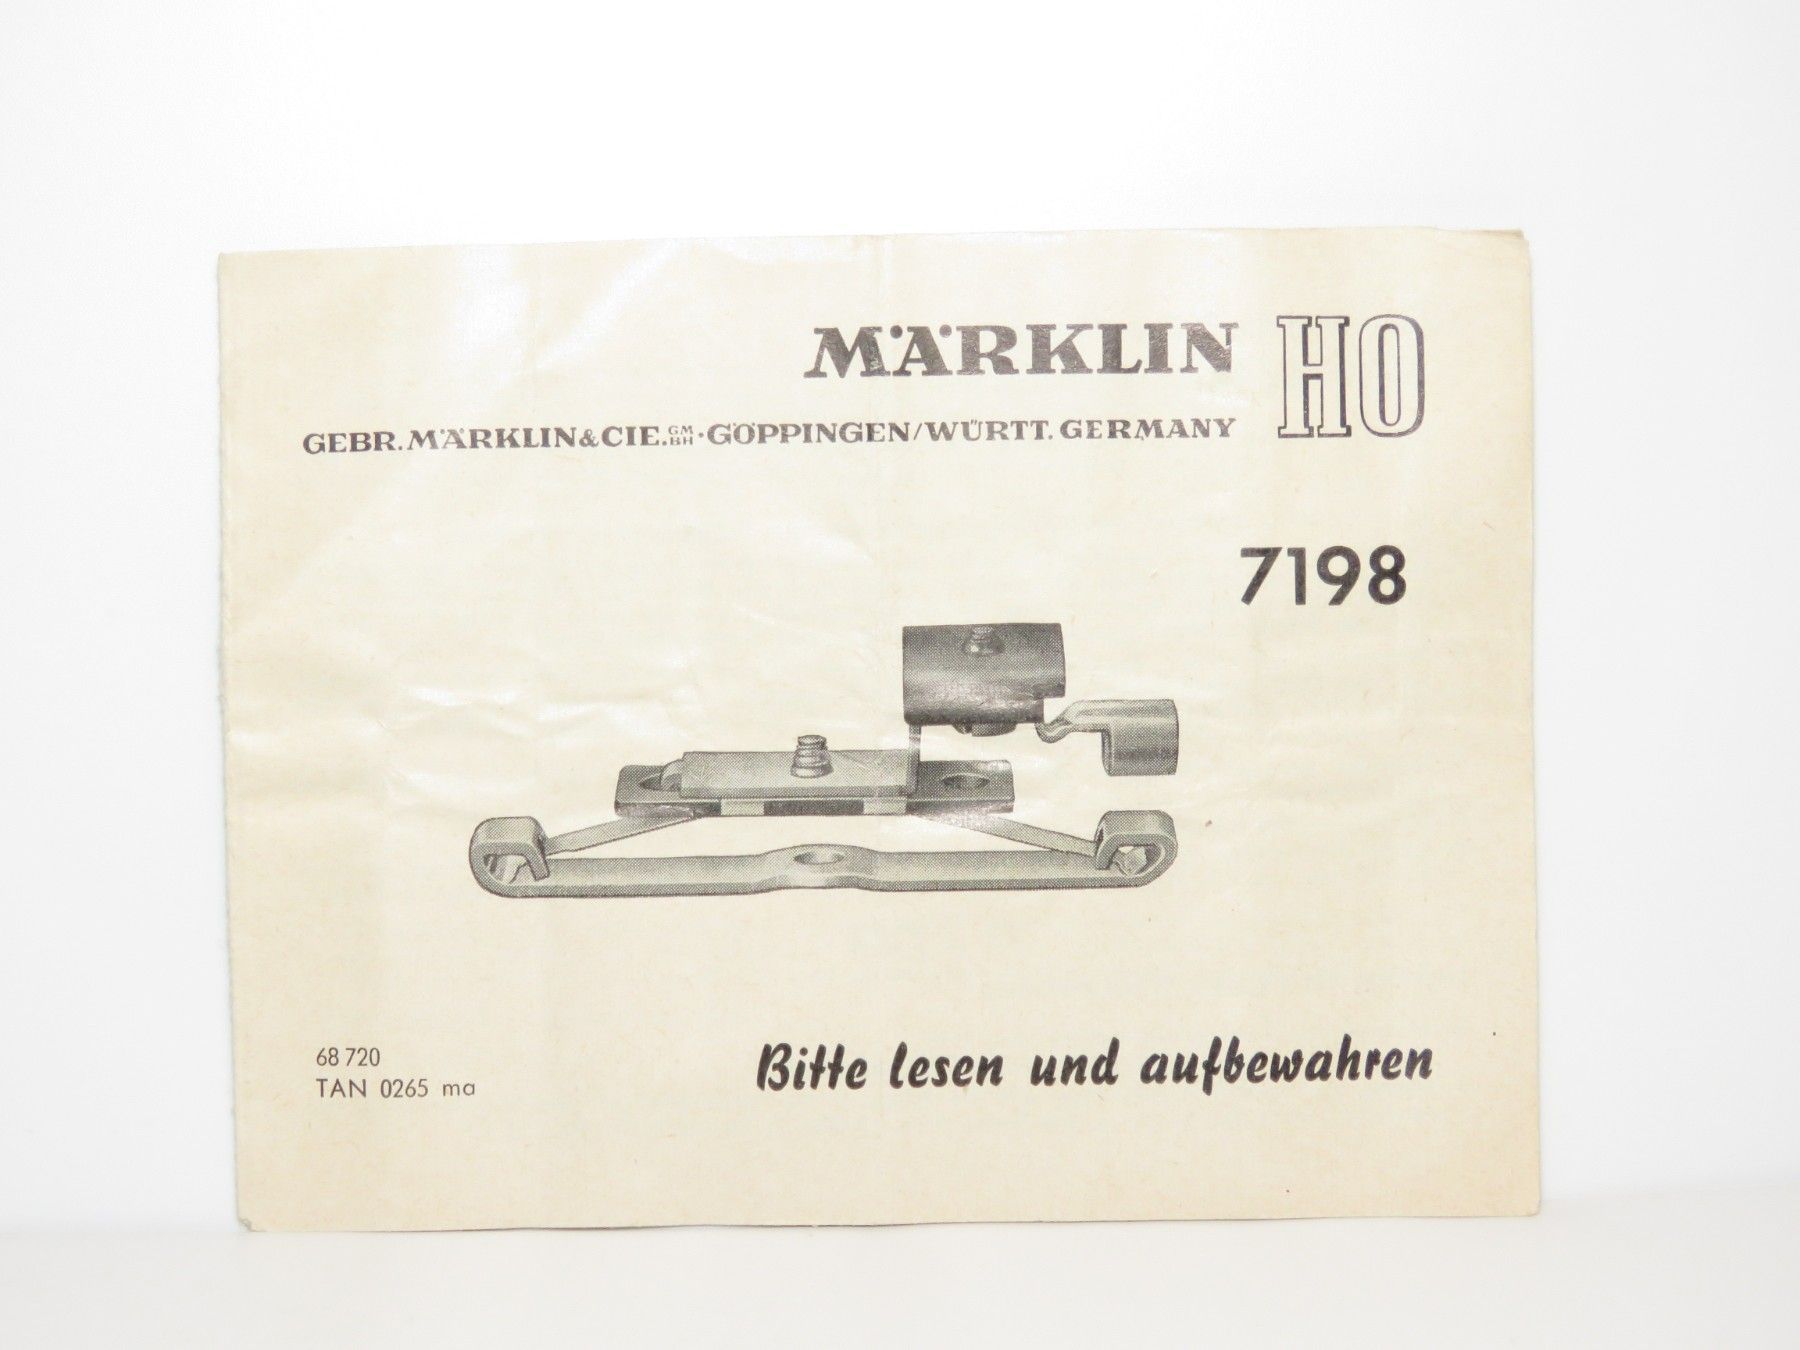 MÄRKLIN HO
GEBR. MÄRKLIN & CIE. GMBH · GÖPPINGEN/WÜRTT. GERMANY
7198
68 720
TAN 0265 ma
Bitte lesen und aufbewahren